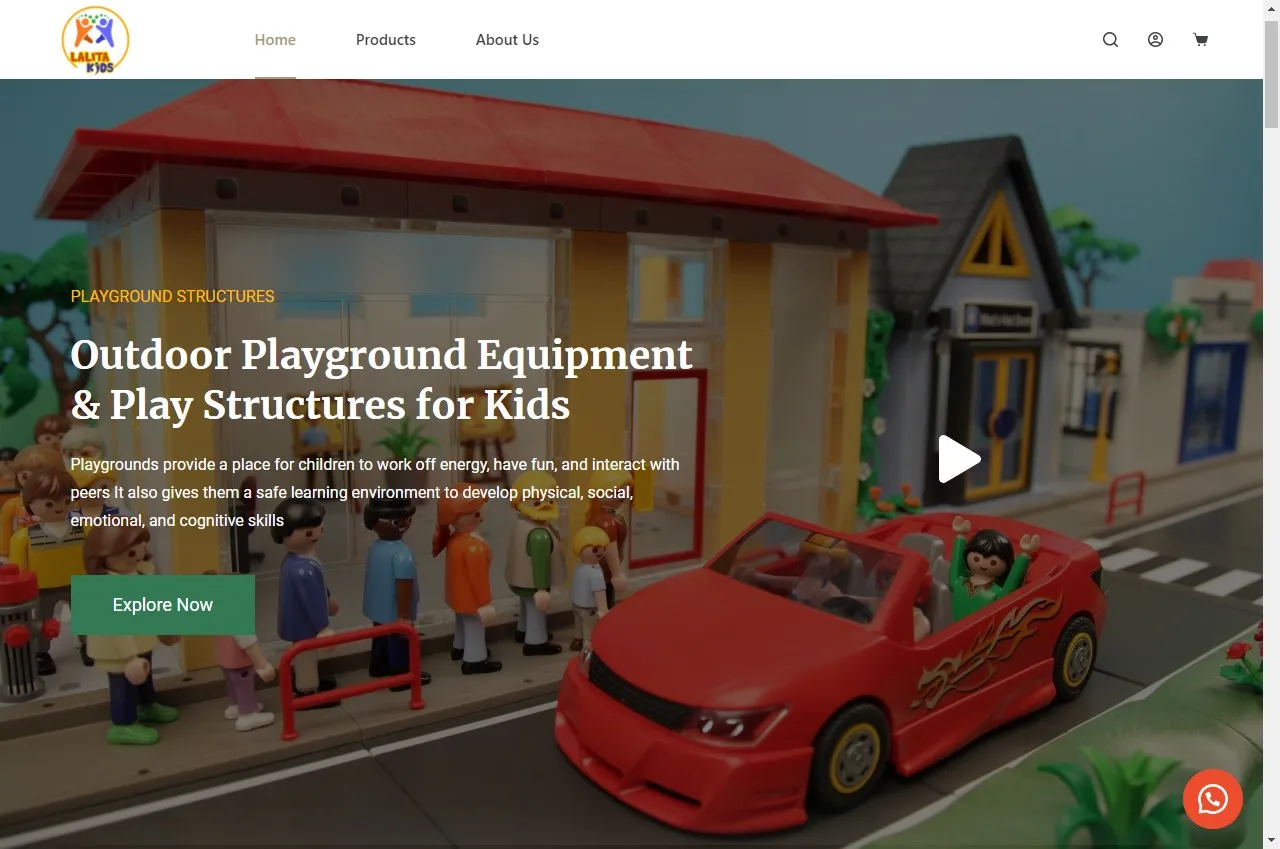 LALITA
KIDS
Home
Products
About Us
PLAYGROUND STRUCTURES
Outdoor Playground Equipment
& Play Structures for Kids
Playgrounds provide a place for children to work off energy, have fun, and interact with
peers It also gives them a safe learning environment to develop physical, social,
emotional, and cognitive skills
Explore Now